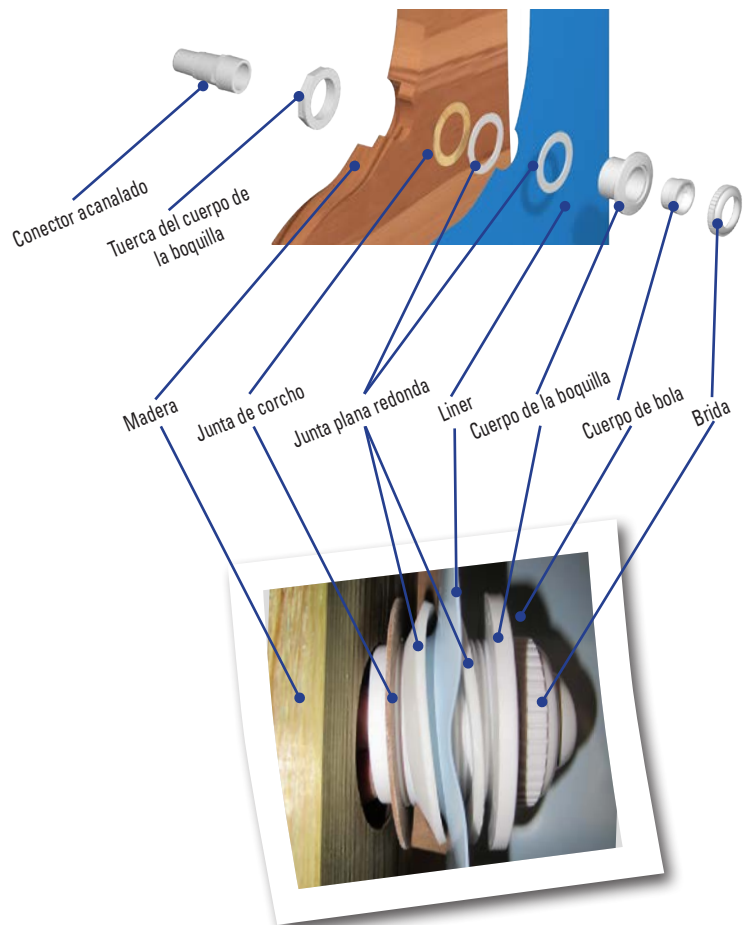 Conector acanalado
Tuerca del cuerpo de
la boquilla
Madera
Junta de corcho
Junta plana redonda
Liner
Cuerpo de la boquilla
Cuerpo de bola
Brida